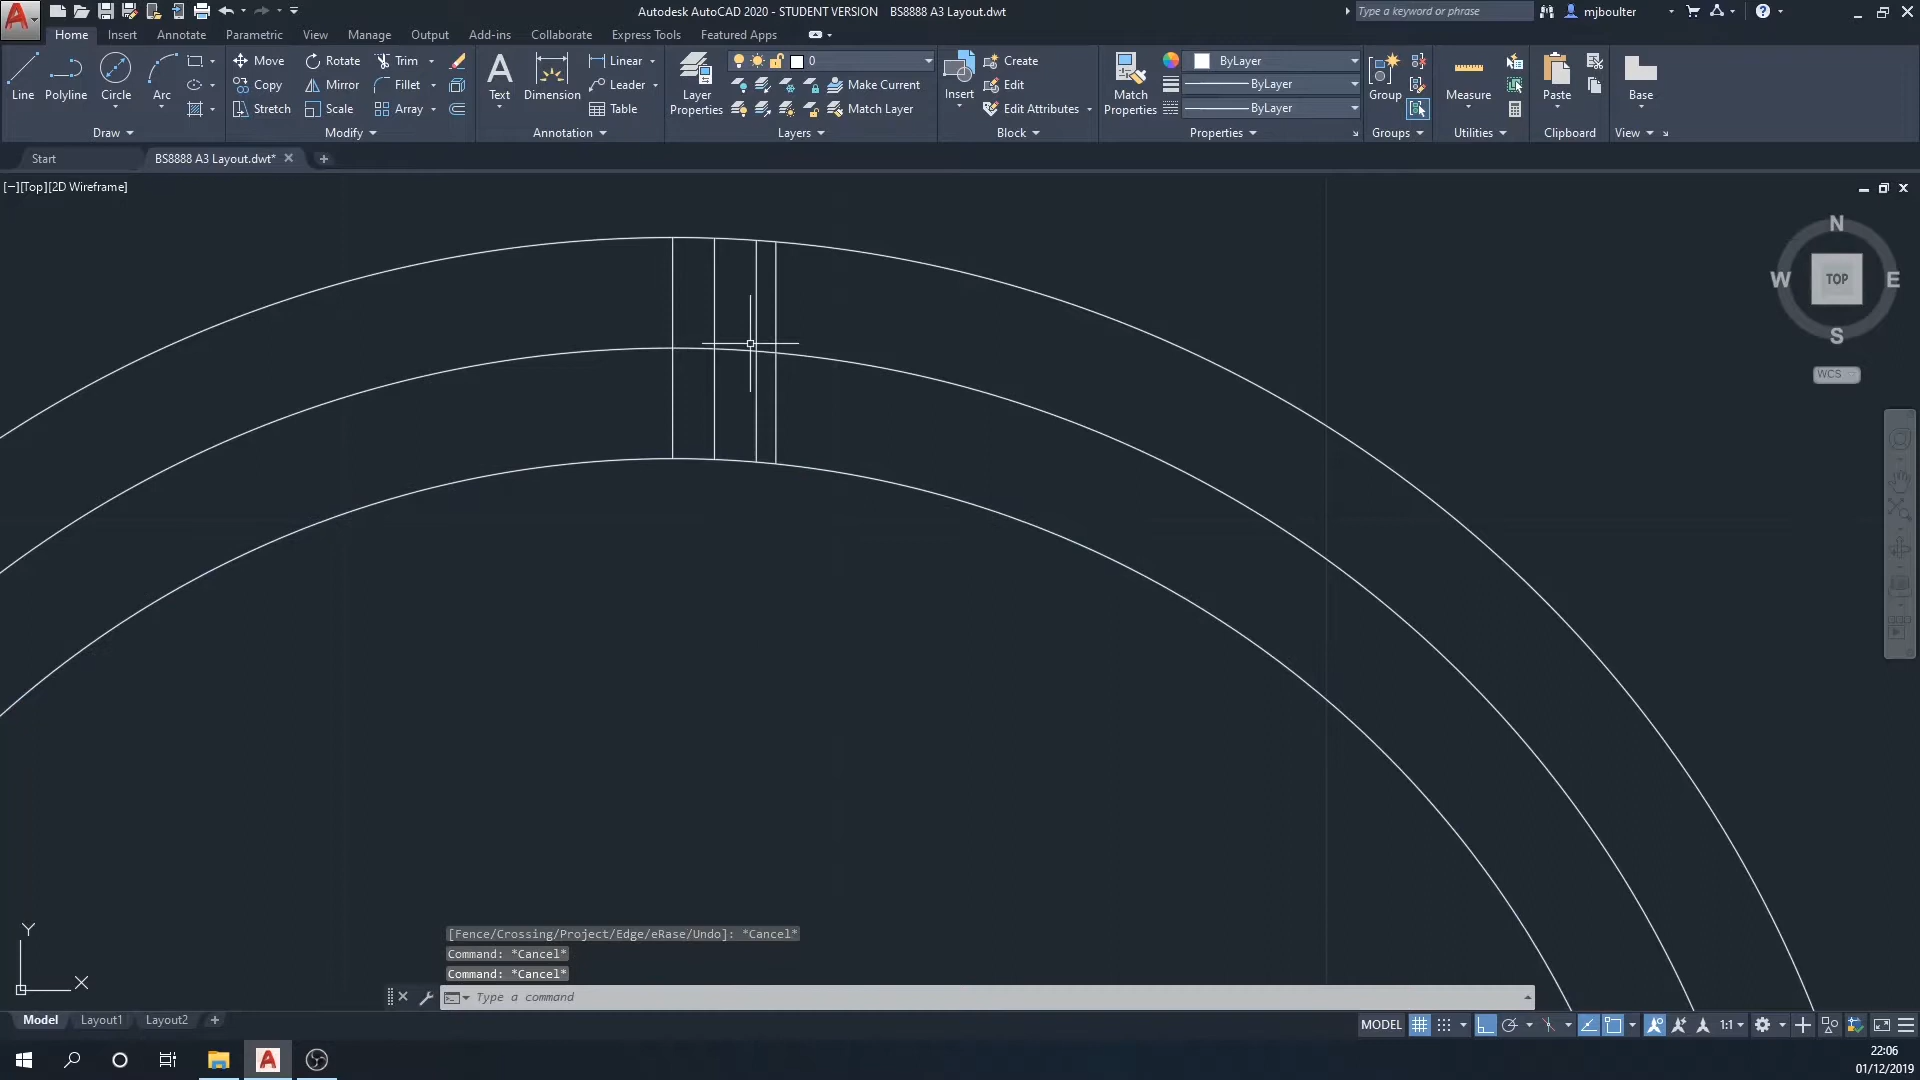 Autodesk AutoCAD 2020 - STUDENT VERSION BS8888 A3 Layout.dwt
Type a keyword or phrase
mjboulter
Home Insert Annotate Parametric View Manage Output Add-ins Collaborate Express Tools Featured Apps
Line Polyline Circle Arc
Draw
Move Rotate Trim
Copy Mirror Fillet
Stretch Scale Array
Modify
Text Dimension
Linear
Leader
Table
Annotation
Layer Properties
0
Make Current
Match Layer
Layers
Insert
Create
Edit
Edit Attributes
Block
Match Properties
ByLayer
ByLayer
ByLayer
Properties
Group
Groups
Measure
Utilities
Paste
Clipboard
Base
View
Start
BS8888 A3 Layout.dwt*
[−][Top][2D Wireframe]
N
W TOP E
S
WCS
Y
X
[Fence/Crossing/Project/Edge/eRase/Undo]: *Cancel*
Command: *Cancel*
Command: *Cancel*
Type a command
Model Layout1 Layout2
MODEL
1:1
22:06
01/12/2019